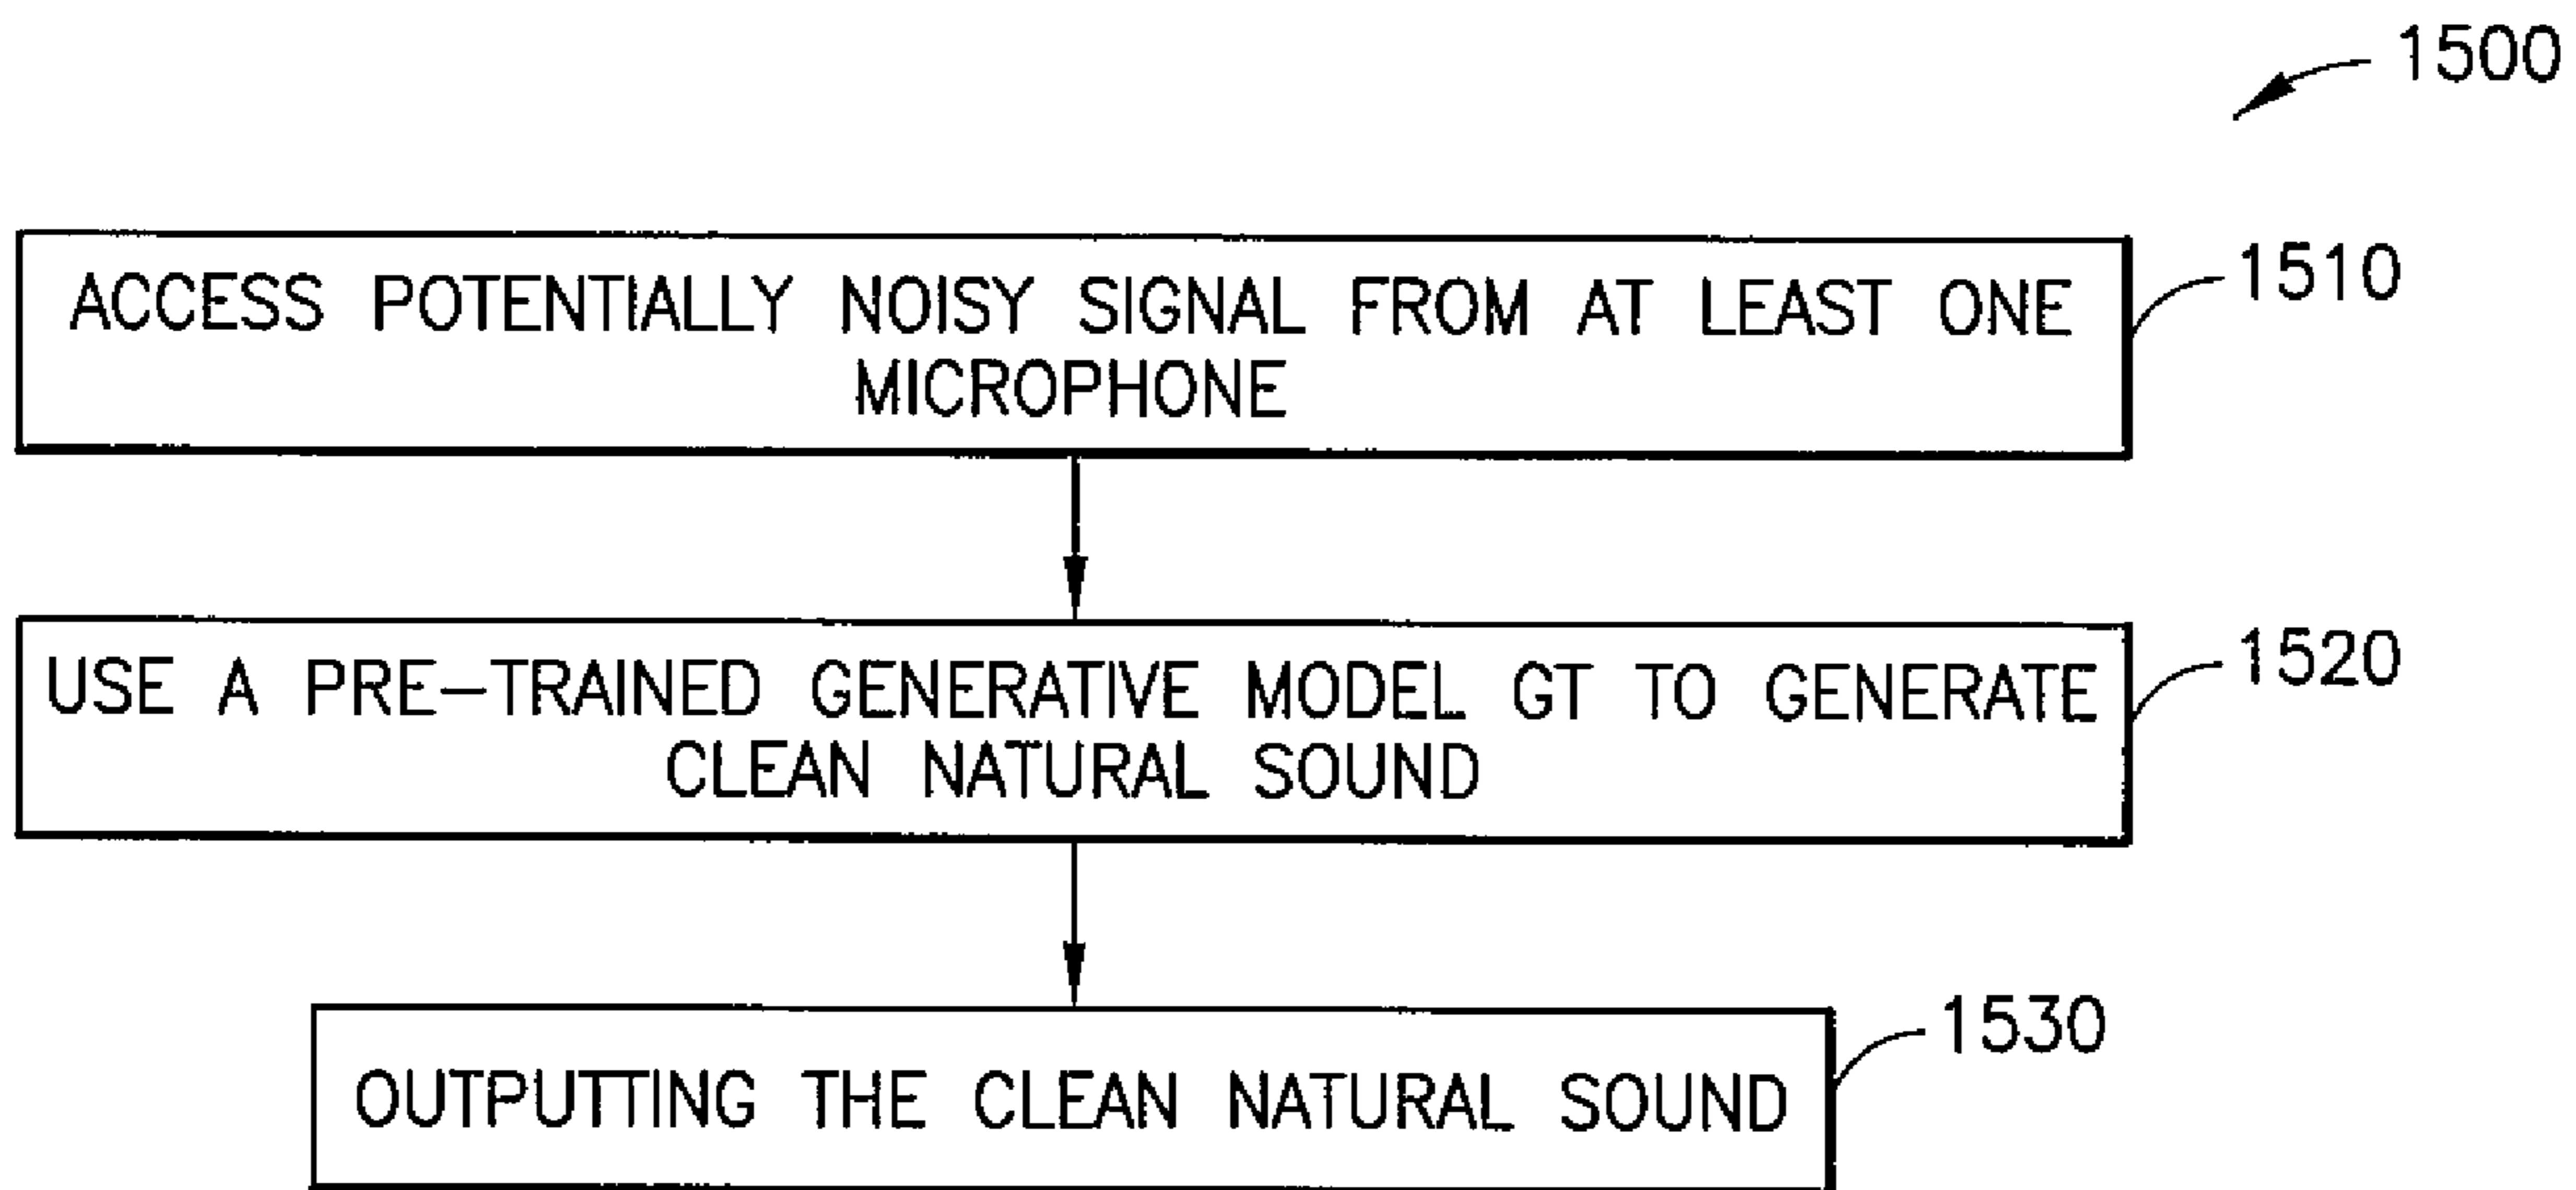 1500
ACCESS POTENTIALLY NOISY SIGNAL FROM AT LEAST ONE
MICROPHONE
1510
USE A PRE-TRAINED GENERATIVE MODEL GT TO GENERATE
CLEAN NATURAL SOUND
1520
OUTPUTTING THE CLEAN NATURAL SOUND
1530